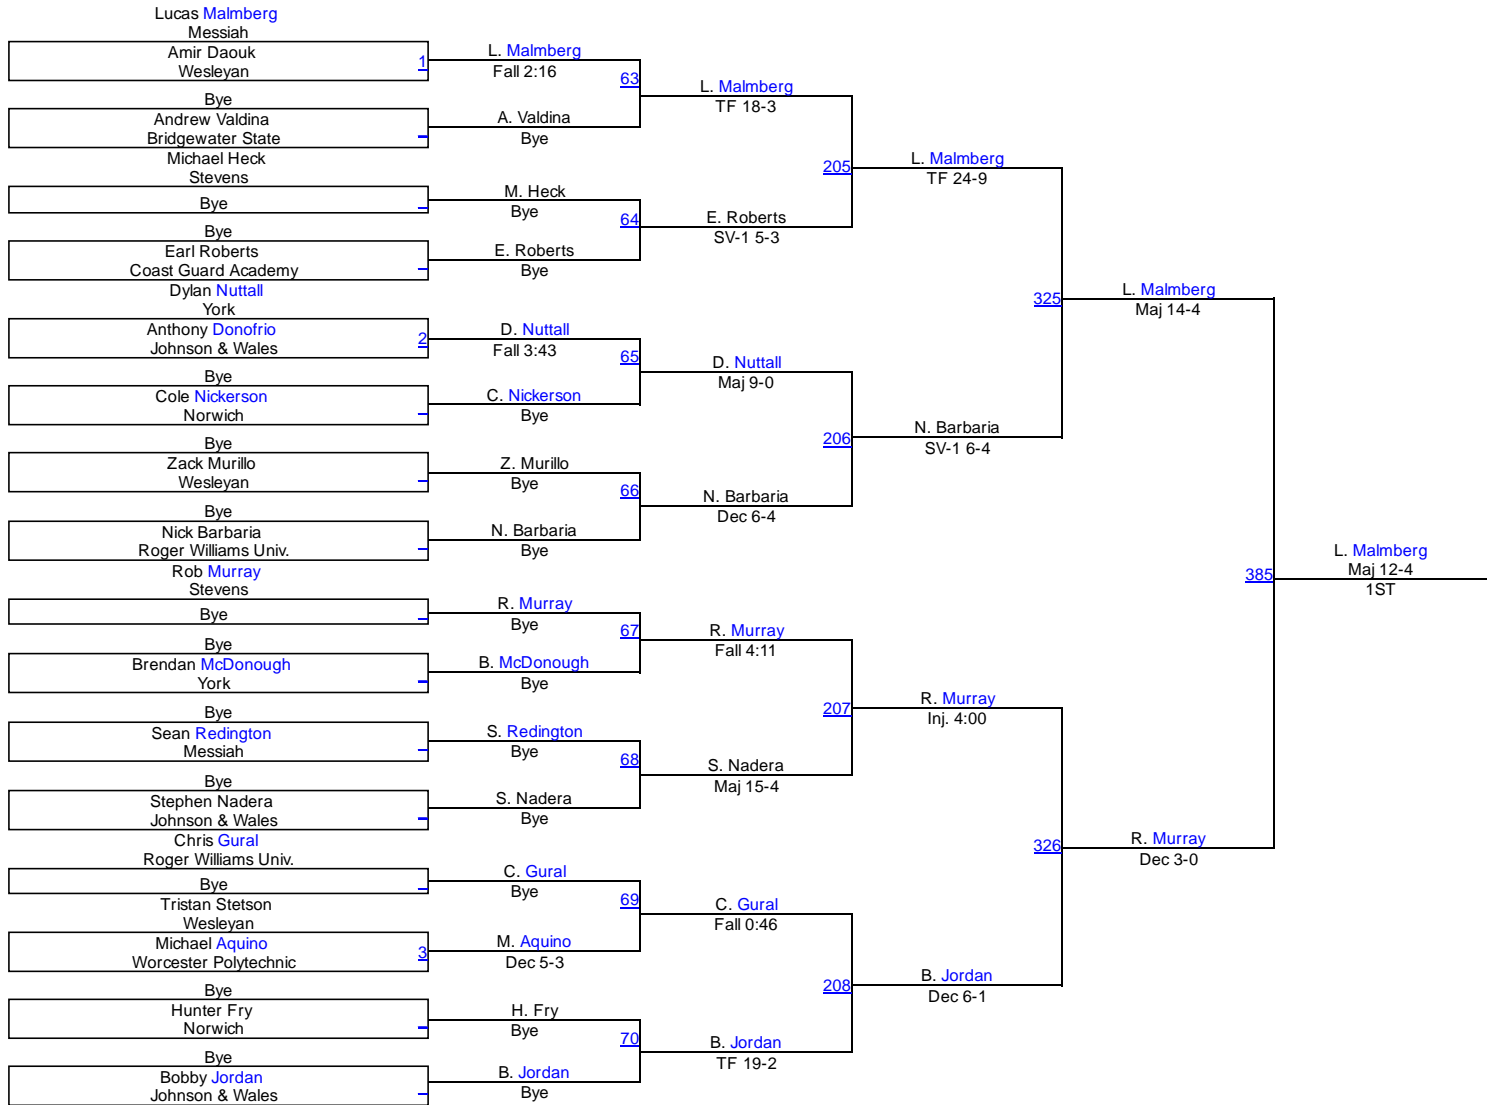 Lucas Malmberg
Messiah
Amir Daouk
Wesleyan
1
Bye
Andrew Valdina
Bridgewater State
Michael Heck
Stevens
Bye
Bye
Earl Roberts
Coast Guard Academy
Dylan Nuttall
York
Anthony Donofrio
Johnson & Wales
2
Bye
Cole Nickerson
Norwich
Bye
Zack Murillo
Wesleyan
Bye
Nick Barbaria
Roger Williams Univ.
Rob Murray
Stevens
Bye
Bye
Brendan McDonough
York
Bye
Sean Redington
Messiah
Bye
Stephen Nadera
Johnson & Wales
Chris Gural
Roger Williams Univ.
Bye
Tristan Stetson
Wesleyan
Michael Aquino
Worcester Polytechnic
3
Bye
Hunter Fry
Norwich
Bye
Bobby Jordan
Johnson & Wales
L. Malmberg
Fall 2:16
63
A. Valdina
Bye
M. Heck
Bye
64
E. Roberts
Bye
D. Nuttall
Fall 3:43
65
C. Nickerson
Bye
Z. Murillo
Bye
66
N. Barbaria
Bye
R. Murray
Bye
67
B. McDonough
Bye
S. Redington
Bye
68
S. Nadera
Bye
C. Gural
Bye
69
M. Aquino
Dec 5-3
H. Fry
Bye
70
B. Jordan
Bye
L. Malmberg
TF 18-3
205
E. Roberts
SV-1 5-3
D. Nuttall
Maj 9-0
206
N. Barbaria
Dec 6-4
R. Murray
Fall 4:11
207
S. Nadera
Maj 15-4
C. Gural
Fall 0:46
208
B. Jordan
TF 19-2
L. Malmberg
TF 24-9
325
N. Barbaria
SV-1 6-4
R. Murray
Inj. 4:00
326
B. Jordan
Dec 6-1
L. Malmberg
Maj 14-4
385
R. Murray
Dec 3-0
L. Malmberg
Maj 12-4
1ST